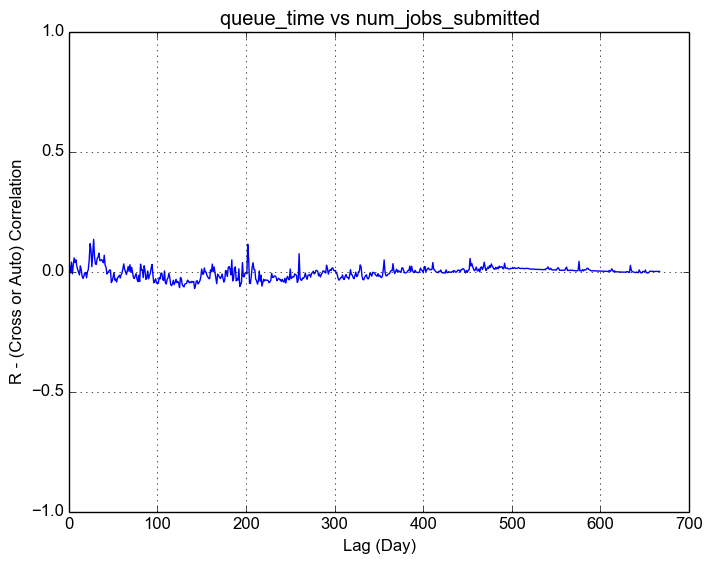 queue_time vs num_jobs_submitted
1.0
0.5
0.0
−0.5
−1.0
R - (Cross or Auto) Correlation
0 100 200 300 400 500 600 700
Lag (Day)